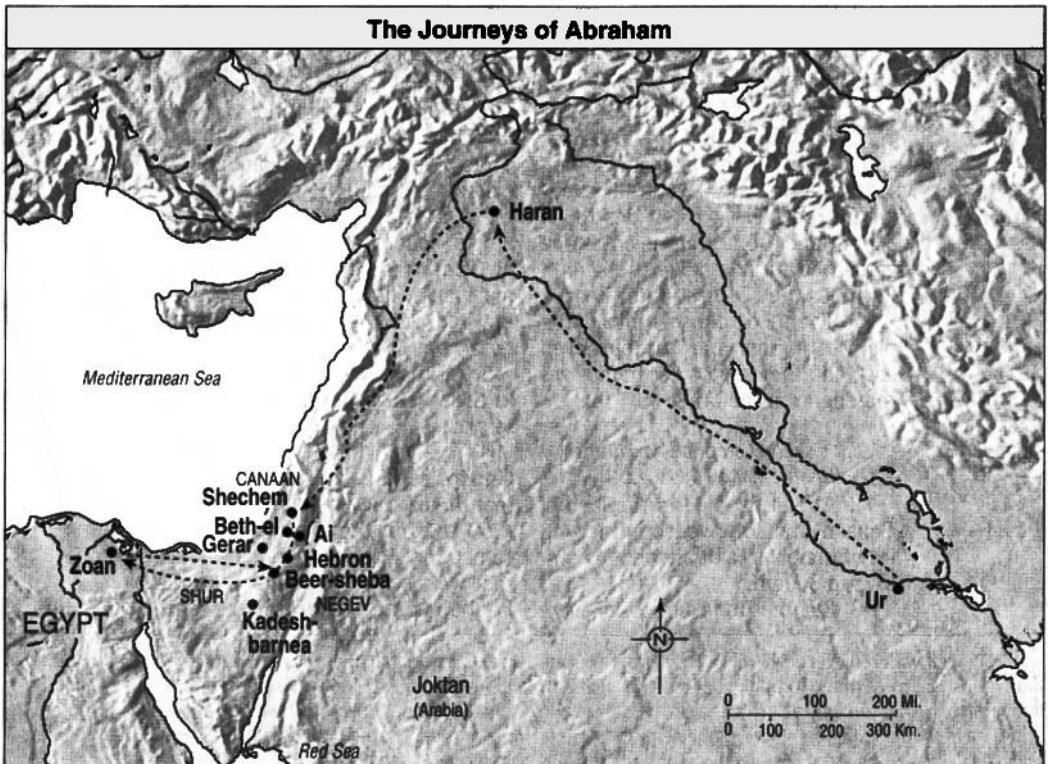 The Journeys of Abraham
Haran
Mediterranean Sea
CANAAN
Shechem
Beth-el
Ai
Gerar
Hebron
Zoan
Beer-sheba
SHUR
NEGEV
EGYPT
Kadesh-
barnea
Ur
N
Joktan
(Arabia)
0 100 200 Mi.
0 100 200 300 Km.
Red Sea